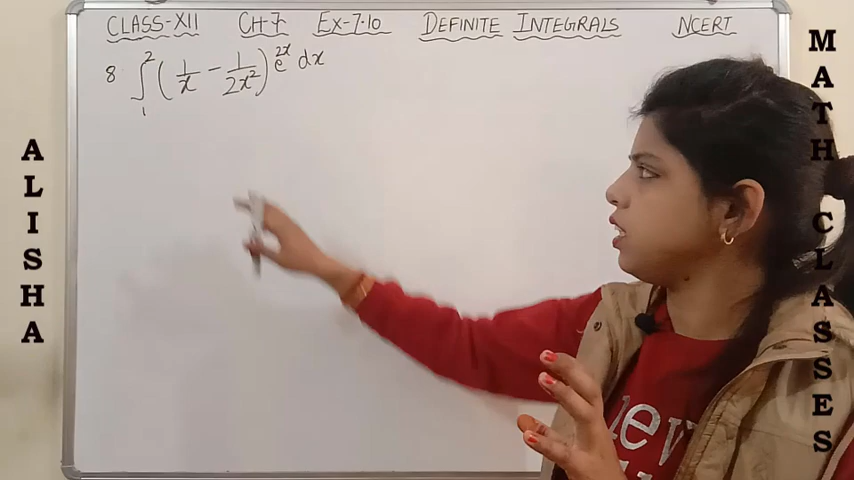 CLASS-XII CH-7 EX-7.10 DEFINITE INTEGRALS NCERT
8 ∫₁² (1/x − 1/2x²) e^2x dx
ALISHA
MATH CLASSES